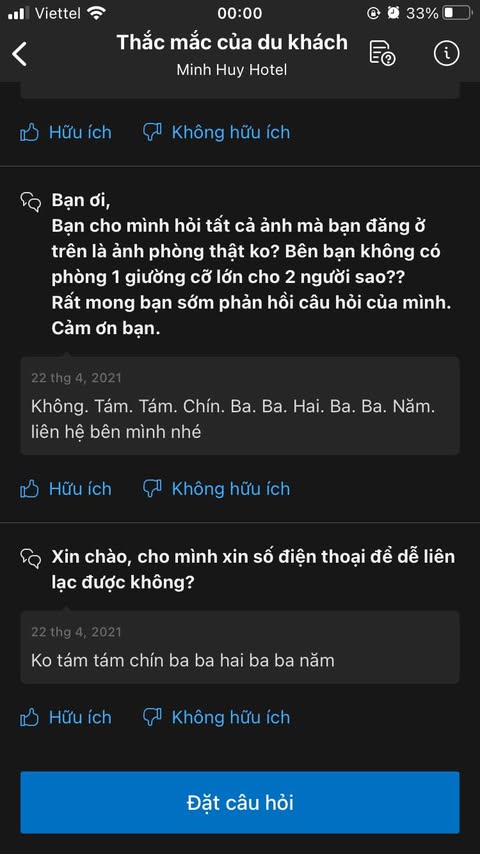 Viettel 00:00 33%
Thắc mắc của du khách
Minh Huy Hotel
Hữu ích Không hữu ích
Bạn ơi,
Bạn cho mình hỏi tất cả ảnh mà bạn đăng ở
trên là ảnh phòng thật ko? Bên bạn không có
phòng 1 giường cỡ lớn cho 2 người sao??
Rất mong bạn sớm phản hồi câu hỏi của mình.
Cảm ơn bạn.
22 thg 4, 2021
Không. Tám. Tám. Chín. Ba. Ba. Hai. Ba. Ba. Năm.
liên hệ bên mình nhé
Hữu ích Không hữu ích
Xin chào, cho mình xin số điện thoại để dễ liên
lạc được không?
22 thg 4, 2021
Ko tám tám chín ba ba hai ba ba năm
Hữu ích Không hữu ích
Đặt câu hỏi